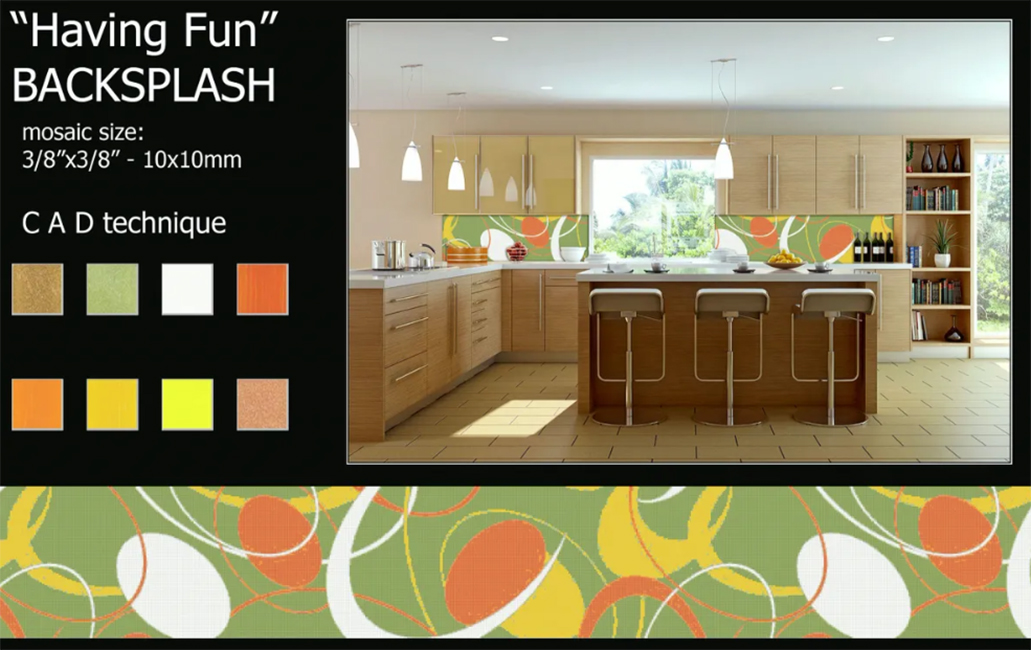 “Having Fun”
BACKSPLASH
mosaic size:
3/8”x3/8” - 10x10mm
C A D technique